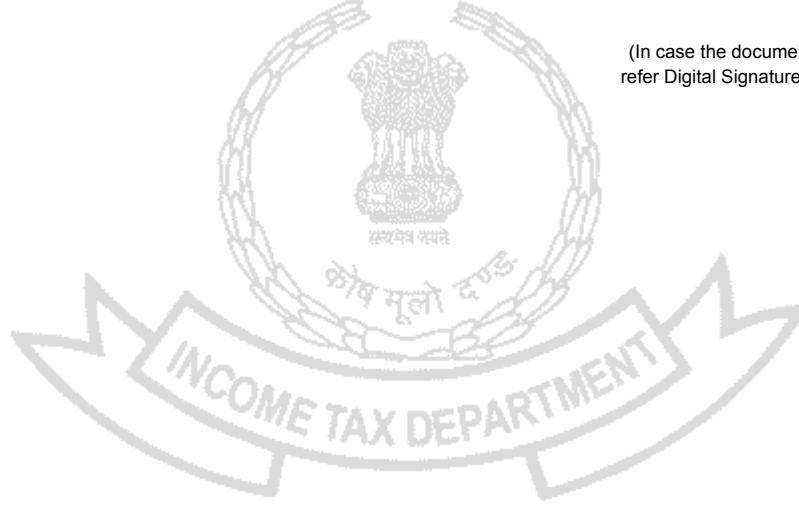 (In case the docume
refer Digital Signature
सत्यमेव जयते
कोष मूलो दण्डः
INCOME TAX DEPARTMENT